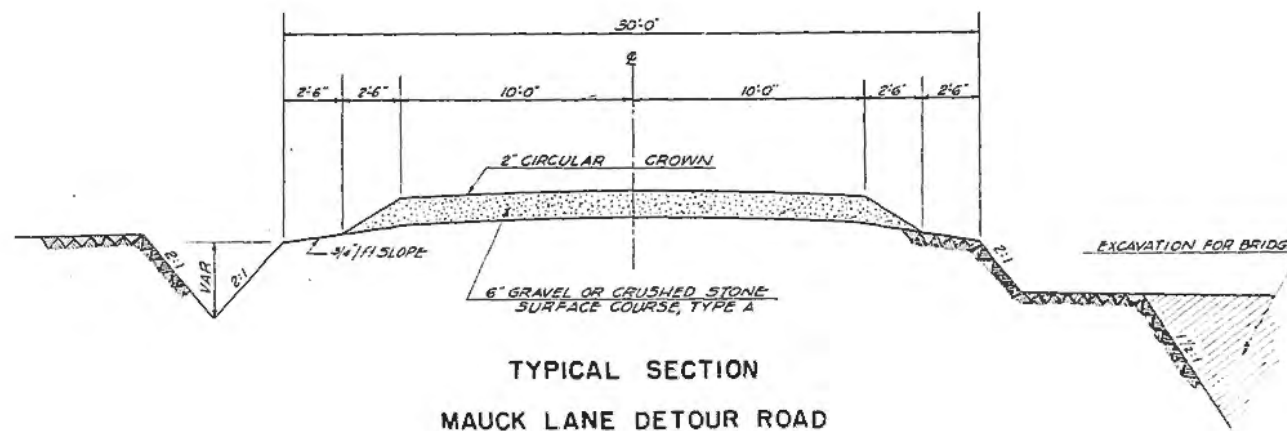 30'-0"
℄
2'-6" 2'-6" 10'-0" 10'-0" 2'-6" 2'-6"
2" CIRCULAR CROWN
2:1
VAR
2:1
3/4"/FT SLOPE
2:1
EXCAVATION FOR BRIDG
6" GRAVEL OR CRUSHED STONE
SURFACE COURSE, TYPE A
1 1/2:1
TYPICAL SECTION
MAUCK LANE DETOUR ROAD